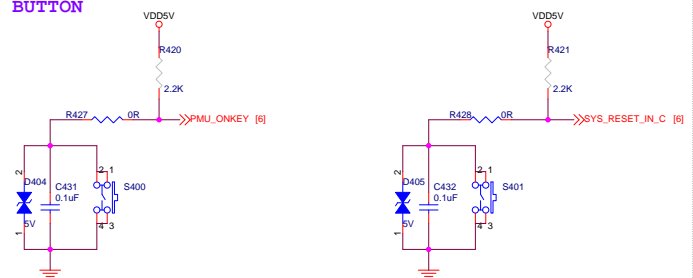 BUTTON
VDD5V
VDD5V
R420
R421
2.2K
2.2K
R427
0R
PMU_ONKEY [6]
R428
0R
SYS_RESET_IN_C [6]
2
2 1
2
2 1
D404
C431
S400
D405
C432
S401
0.1uF
0.1uF
5V
4 3
5V
4 3
1
1